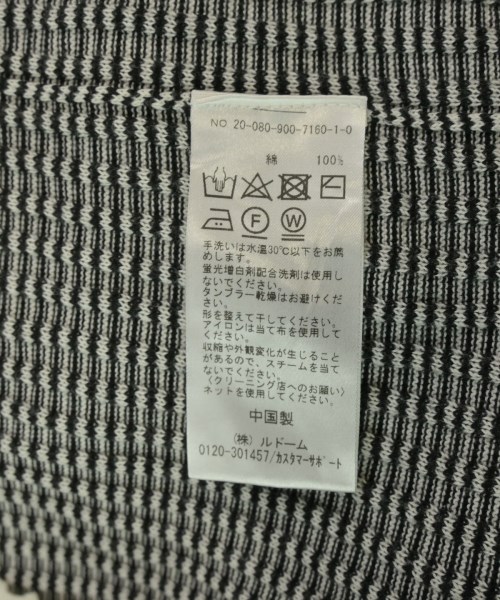 NO 20-080-900-7160-1-0
綿 100%
F W
手洗いは水温30℃以下をお薦
めします。
蛍光増白剤配合洗剤は使用し
ないでください。
タンブラー乾燥はお避けくだ
さい。
形を整えて干してください。
アイロンは当て布を使用して
ください。
収縮や外観変化が生じること
があるので、スチームを当て
ないでください。
〈クリーニング店へのお願い〉
ネットを使用してください。
中国製
(株) ルドーム
0120-301457/カスタマーサポート